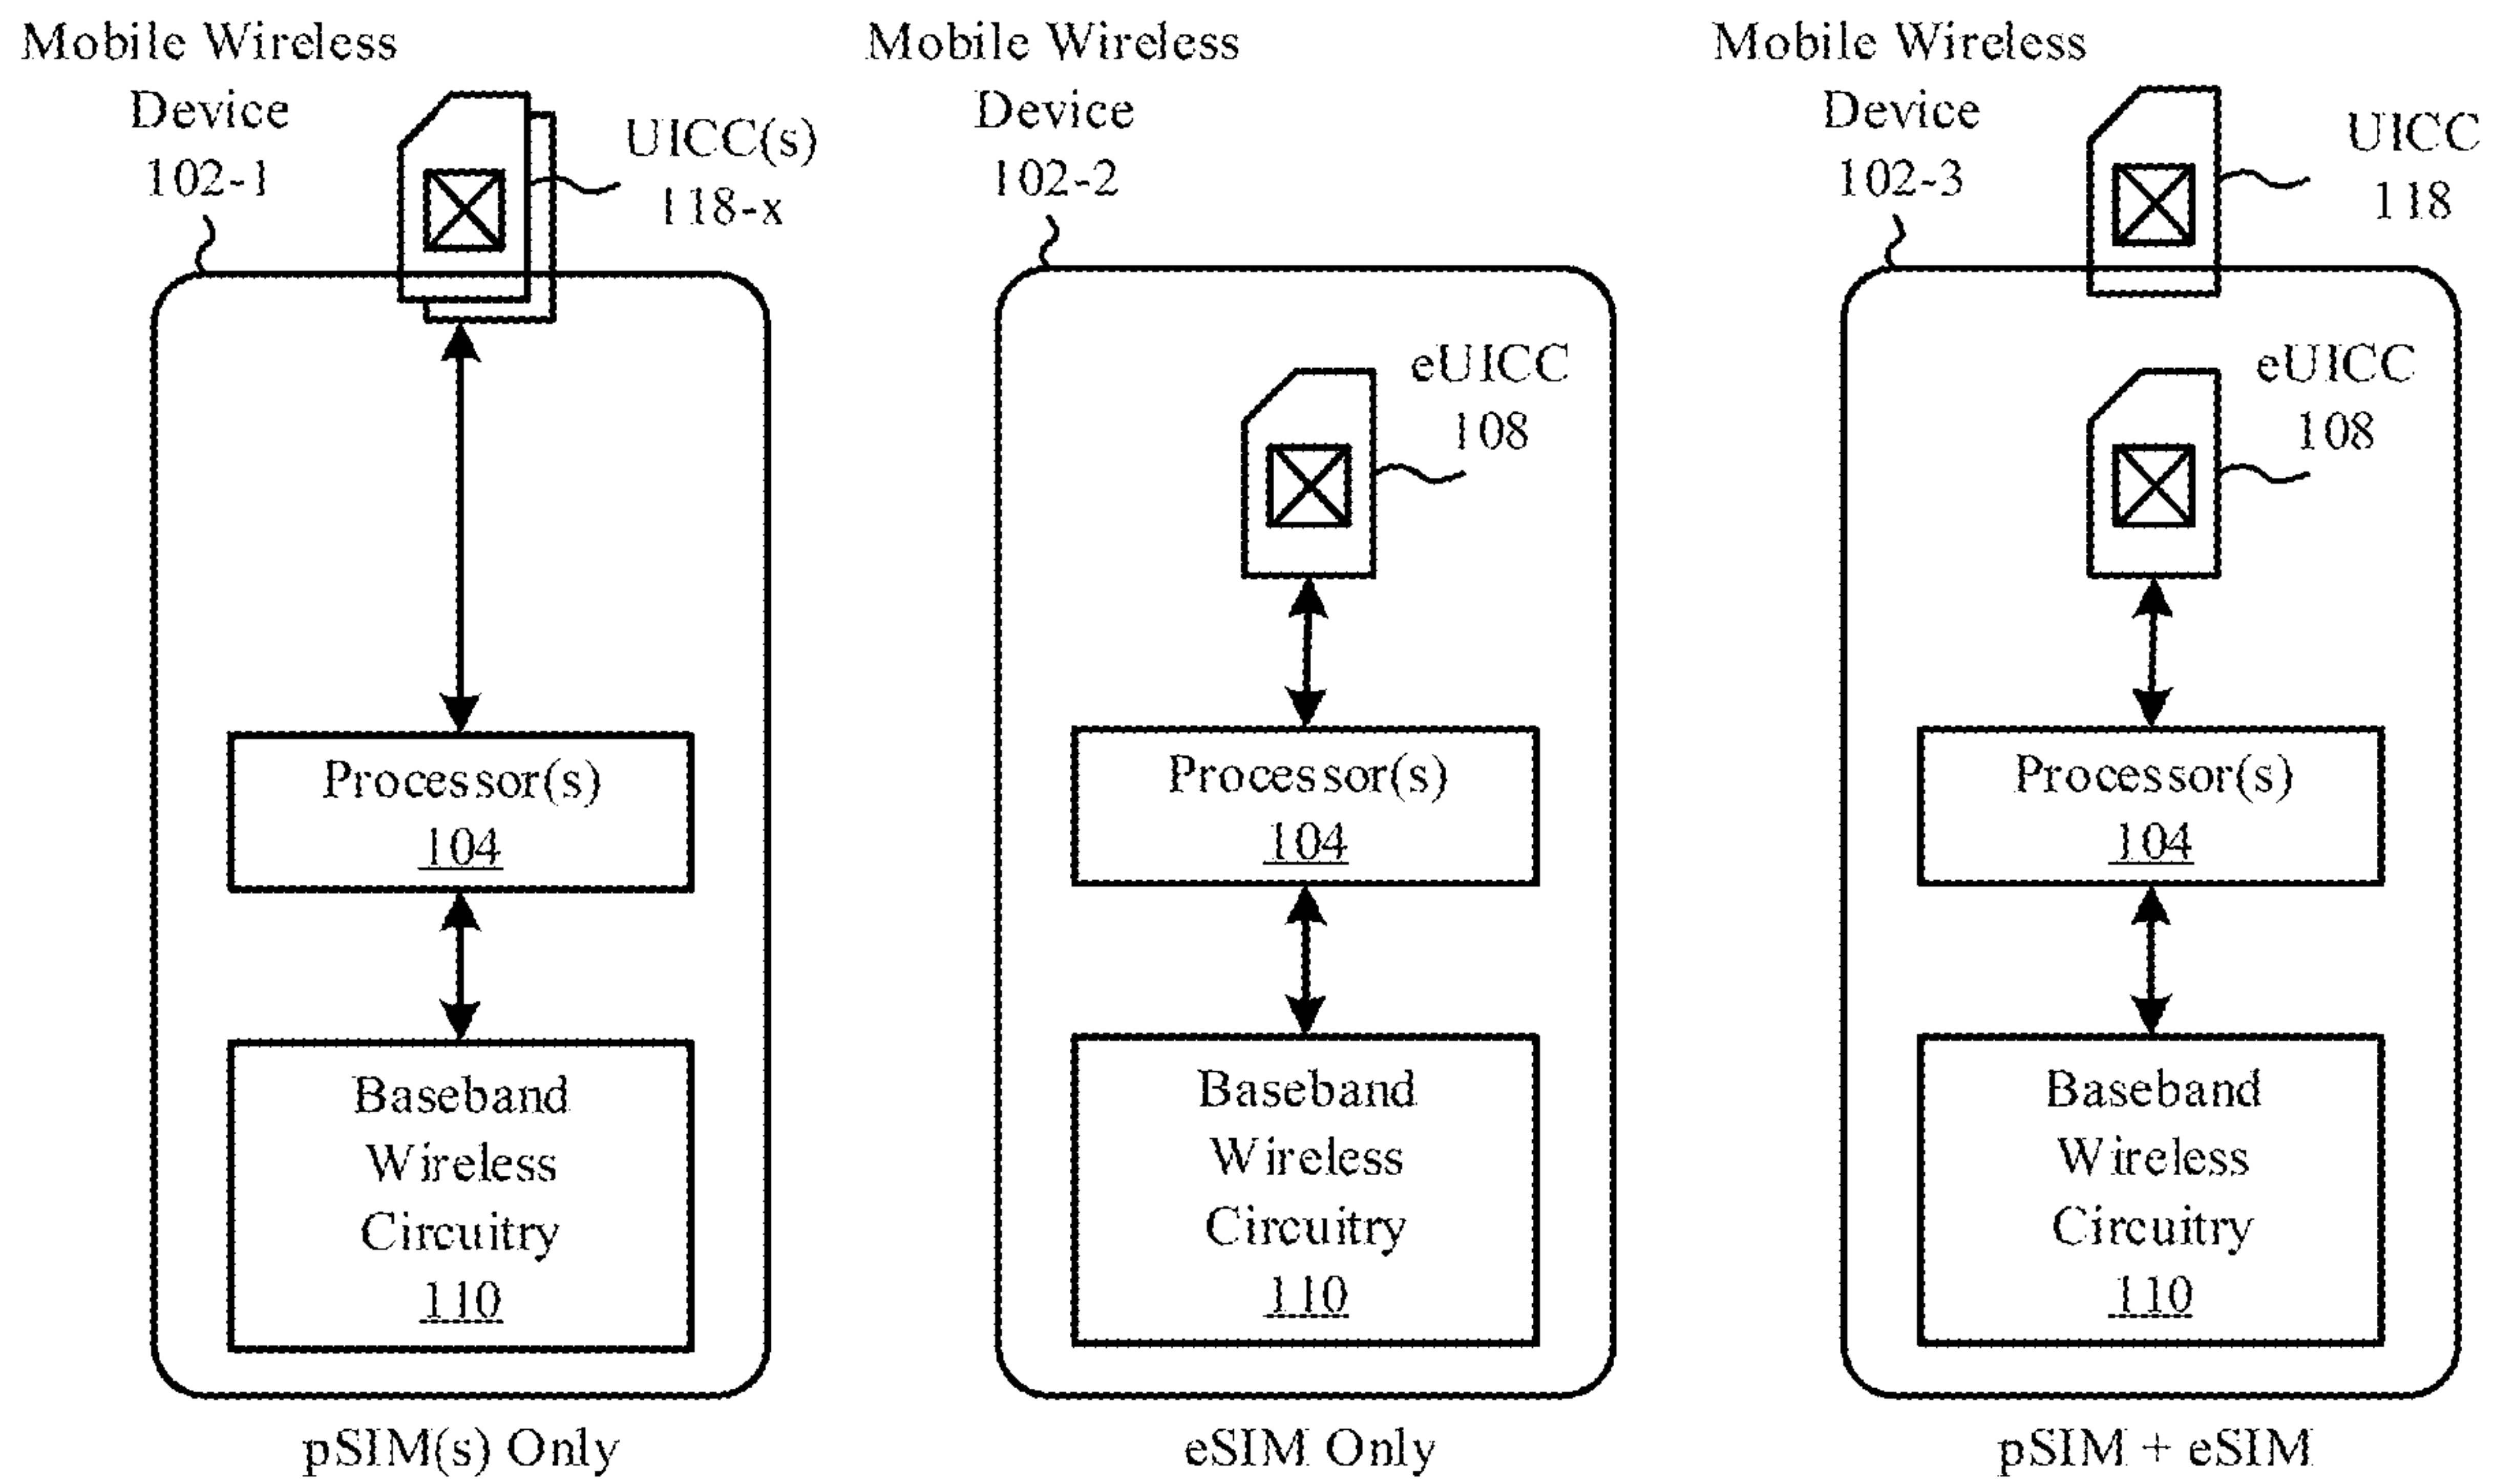 Mobile Wireless
Device
102-1
UICC(s)
118-x
Processor(s)
104
Baseband
Wireless
Circuitry
110
pSIM(s) Only
Mobile Wireless
Device
102-2
eUICC
108
Processor(s)
104
Baseband
Wireless
Circuitry
110
eSIM Only
Mobile Wireless
Device
102-3
UICC
118
eUICC
108
Processor(s)
104
Baseband
Wireless
Circuitry
110
pSIM + eSIM